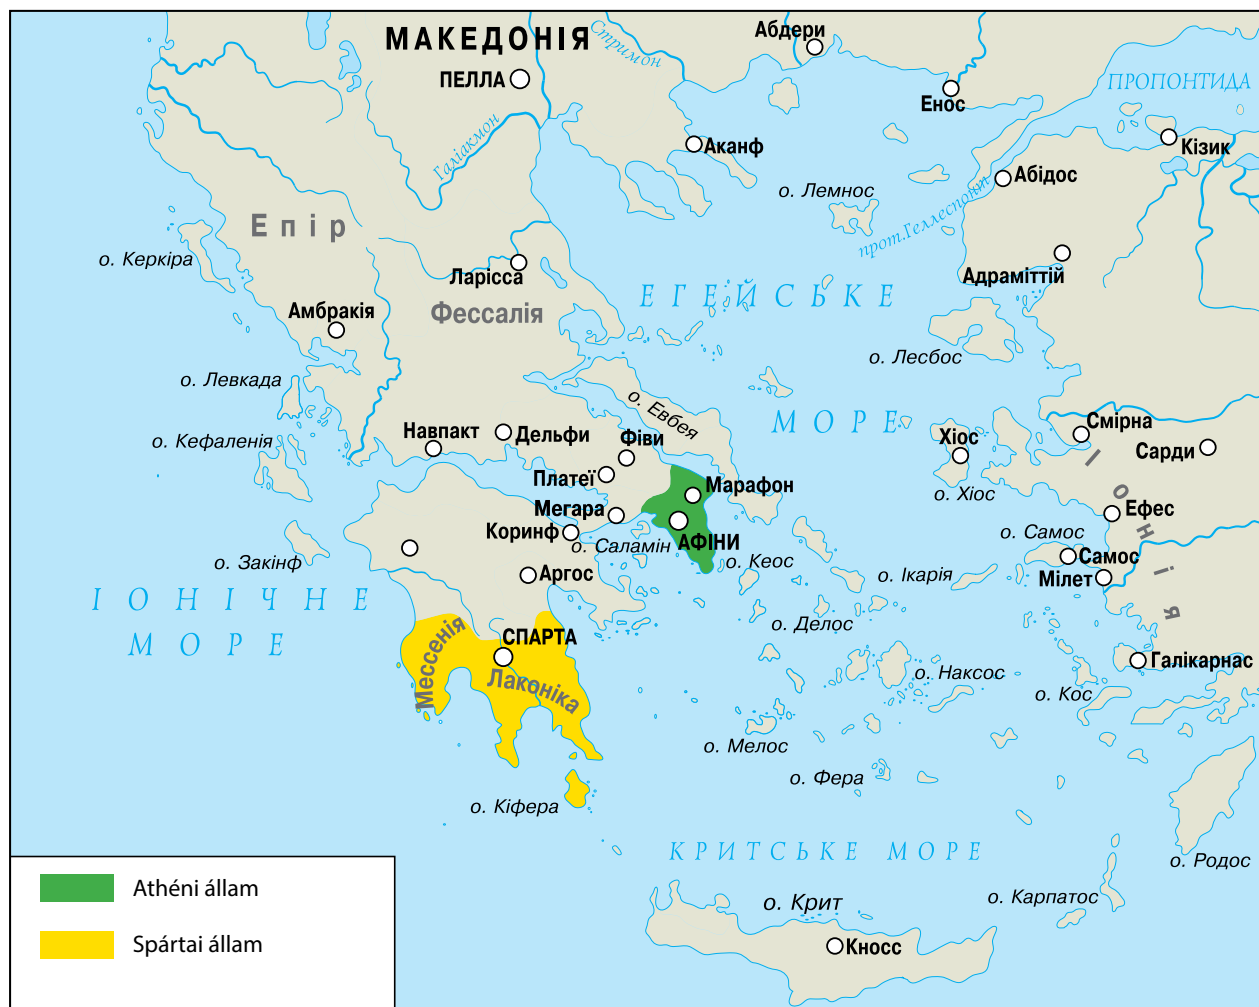 МАКЕДОНІЯ
ПЕЛЛА
Стримон
Абдери
Енос
ПРОПОНТИДА
Кізик
Галіакмон
Аканф
Абідос
о. Лемнос
прот.Геллеспонт
Епір
о. Керкіра
Ларісса
Адраміттій
ЕГЕЙСЬКЕ
Амбракія
Фессалія
о. Лесбос
о. Левкада
о. Евбея
МОРЕ
о. Кефаленія
Навпакт
Дельфи
Фіви
Хіос
Смірна
Сарди
Платеї
Марафон
о. Хіос
Іонія
Мегара
Ефес
Коринф
АФІНИ
о. Саламін
о. Самос
о. Закінф
о. Кеос
Самос
Аргос
о. Ікарія
Мілет
ІОНІЧНЕ
МОРЕ
о. Делос
Мессенія
СПАРТА
Лаконіка
Галікарнас
о. Наксос
о. Кос
о. Мелос
о. Фера
о. Кіфера
КРИТСЬКЕ МОРЕ
о. Родос
о. Карпатос
о. Крит
Кносс
Athéni állam
Spártai állam